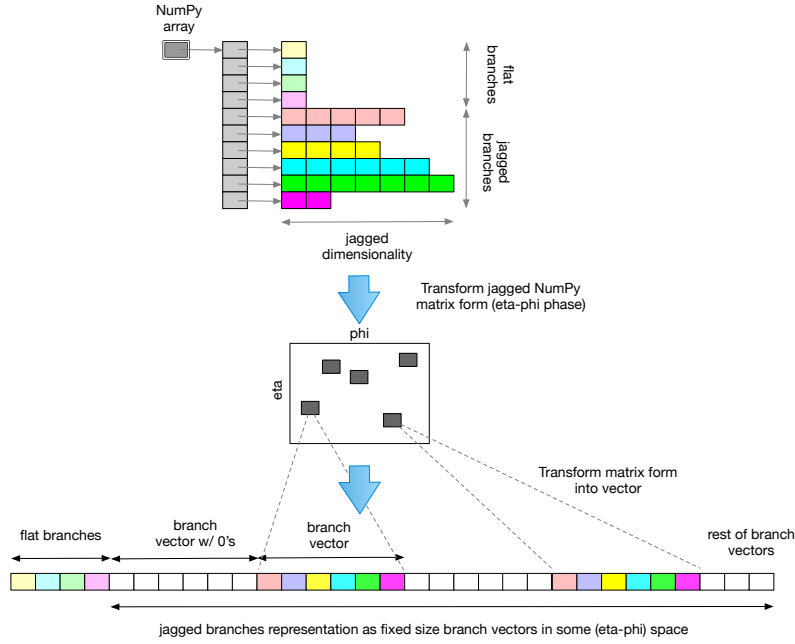 NumPy
array
flat
branches
jagged
branches
jagged
dimensionality
Transform jagged NumPy
matrix form (eta-phi phase)
phi
eta
Transform matrix form
into vector
flat branches
branch
vector w/ 0's
branch
vector
rest of branch
vectors
jagged branches representation as fixed size branch vectors in some (eta-phi) space